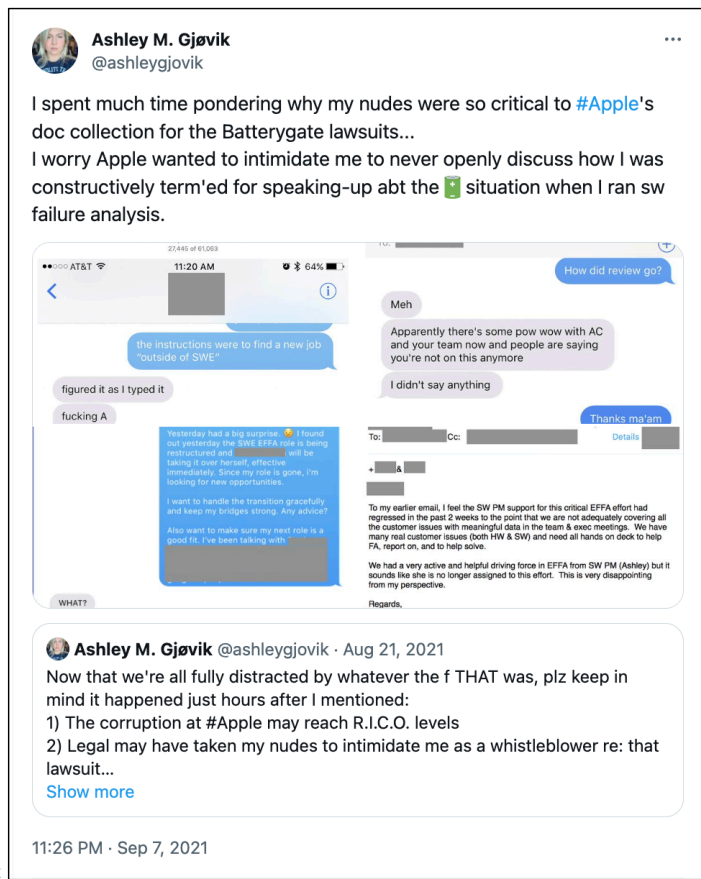 Ashley M. Gjøvik
@ashleygjovik
I spent much time pondering why my nudes were so critical to #Apple's
doc collection for the Batterygate lawsuits...
I worry Apple wanted to intimidate me to never openly discuss how I was
constructively term'ed for speaking-up abt the 🔋 situation when I ran sw
failure analysis.
27,445 of 61,063
AT&T
11:20 AM
64%
the instructions were to find a new job
"outside of SWE"
figured it as I typed it
fucking A
To:
How did review go?
Meh
Apparently there's some pow wow with AC
and your team now and people are saying
you're not on this anymore
I didn't say anything
Thanks ma'am
Yesterday had a big surprise. I found
out yesterday the SWE EFFA role is being
restructured and will be
taking it over herself, effective
immediately. Since my role is gone, i'm
looking for new opportunities.
I want to handle the transition gracefully
and keep my bridges strong. Any advice?
Also want to make sure my next role is a
good fit. I've been talking with
WHAT?
To: Cc: Details
+ &
To my earlier email, I feel the SW PM support for this critical EFFA effort had
regressed in the past 2 weeks to the point that we are not adequately covering all
the customer issues with meaningful data in the team & exec meetings. We have
many real customer issues (both HW & SW) and need all hands on deck to help
FA, report on, and to help solve.
We had a very active and helpful driving force in EFFA from SW PM (Ashley) but it
sounds like she is no longer assigned to this effort. This is very disappointing
from my perspective.
Regards,
Ashley M. Gjøvik @ashleygjovik · Aug 21, 2021
Now that we're all fully distracted by whatever the f THAT was, plz keep in
mind it happened just hours after I mentioned:
1) The corruption at #Apple may reach R.I.C.O. levels
2) Legal may have taken my nudes to intimidate me as a whistleblower re: that
lawsuit...
Show more
11:26 PM · Sep 7, 2021